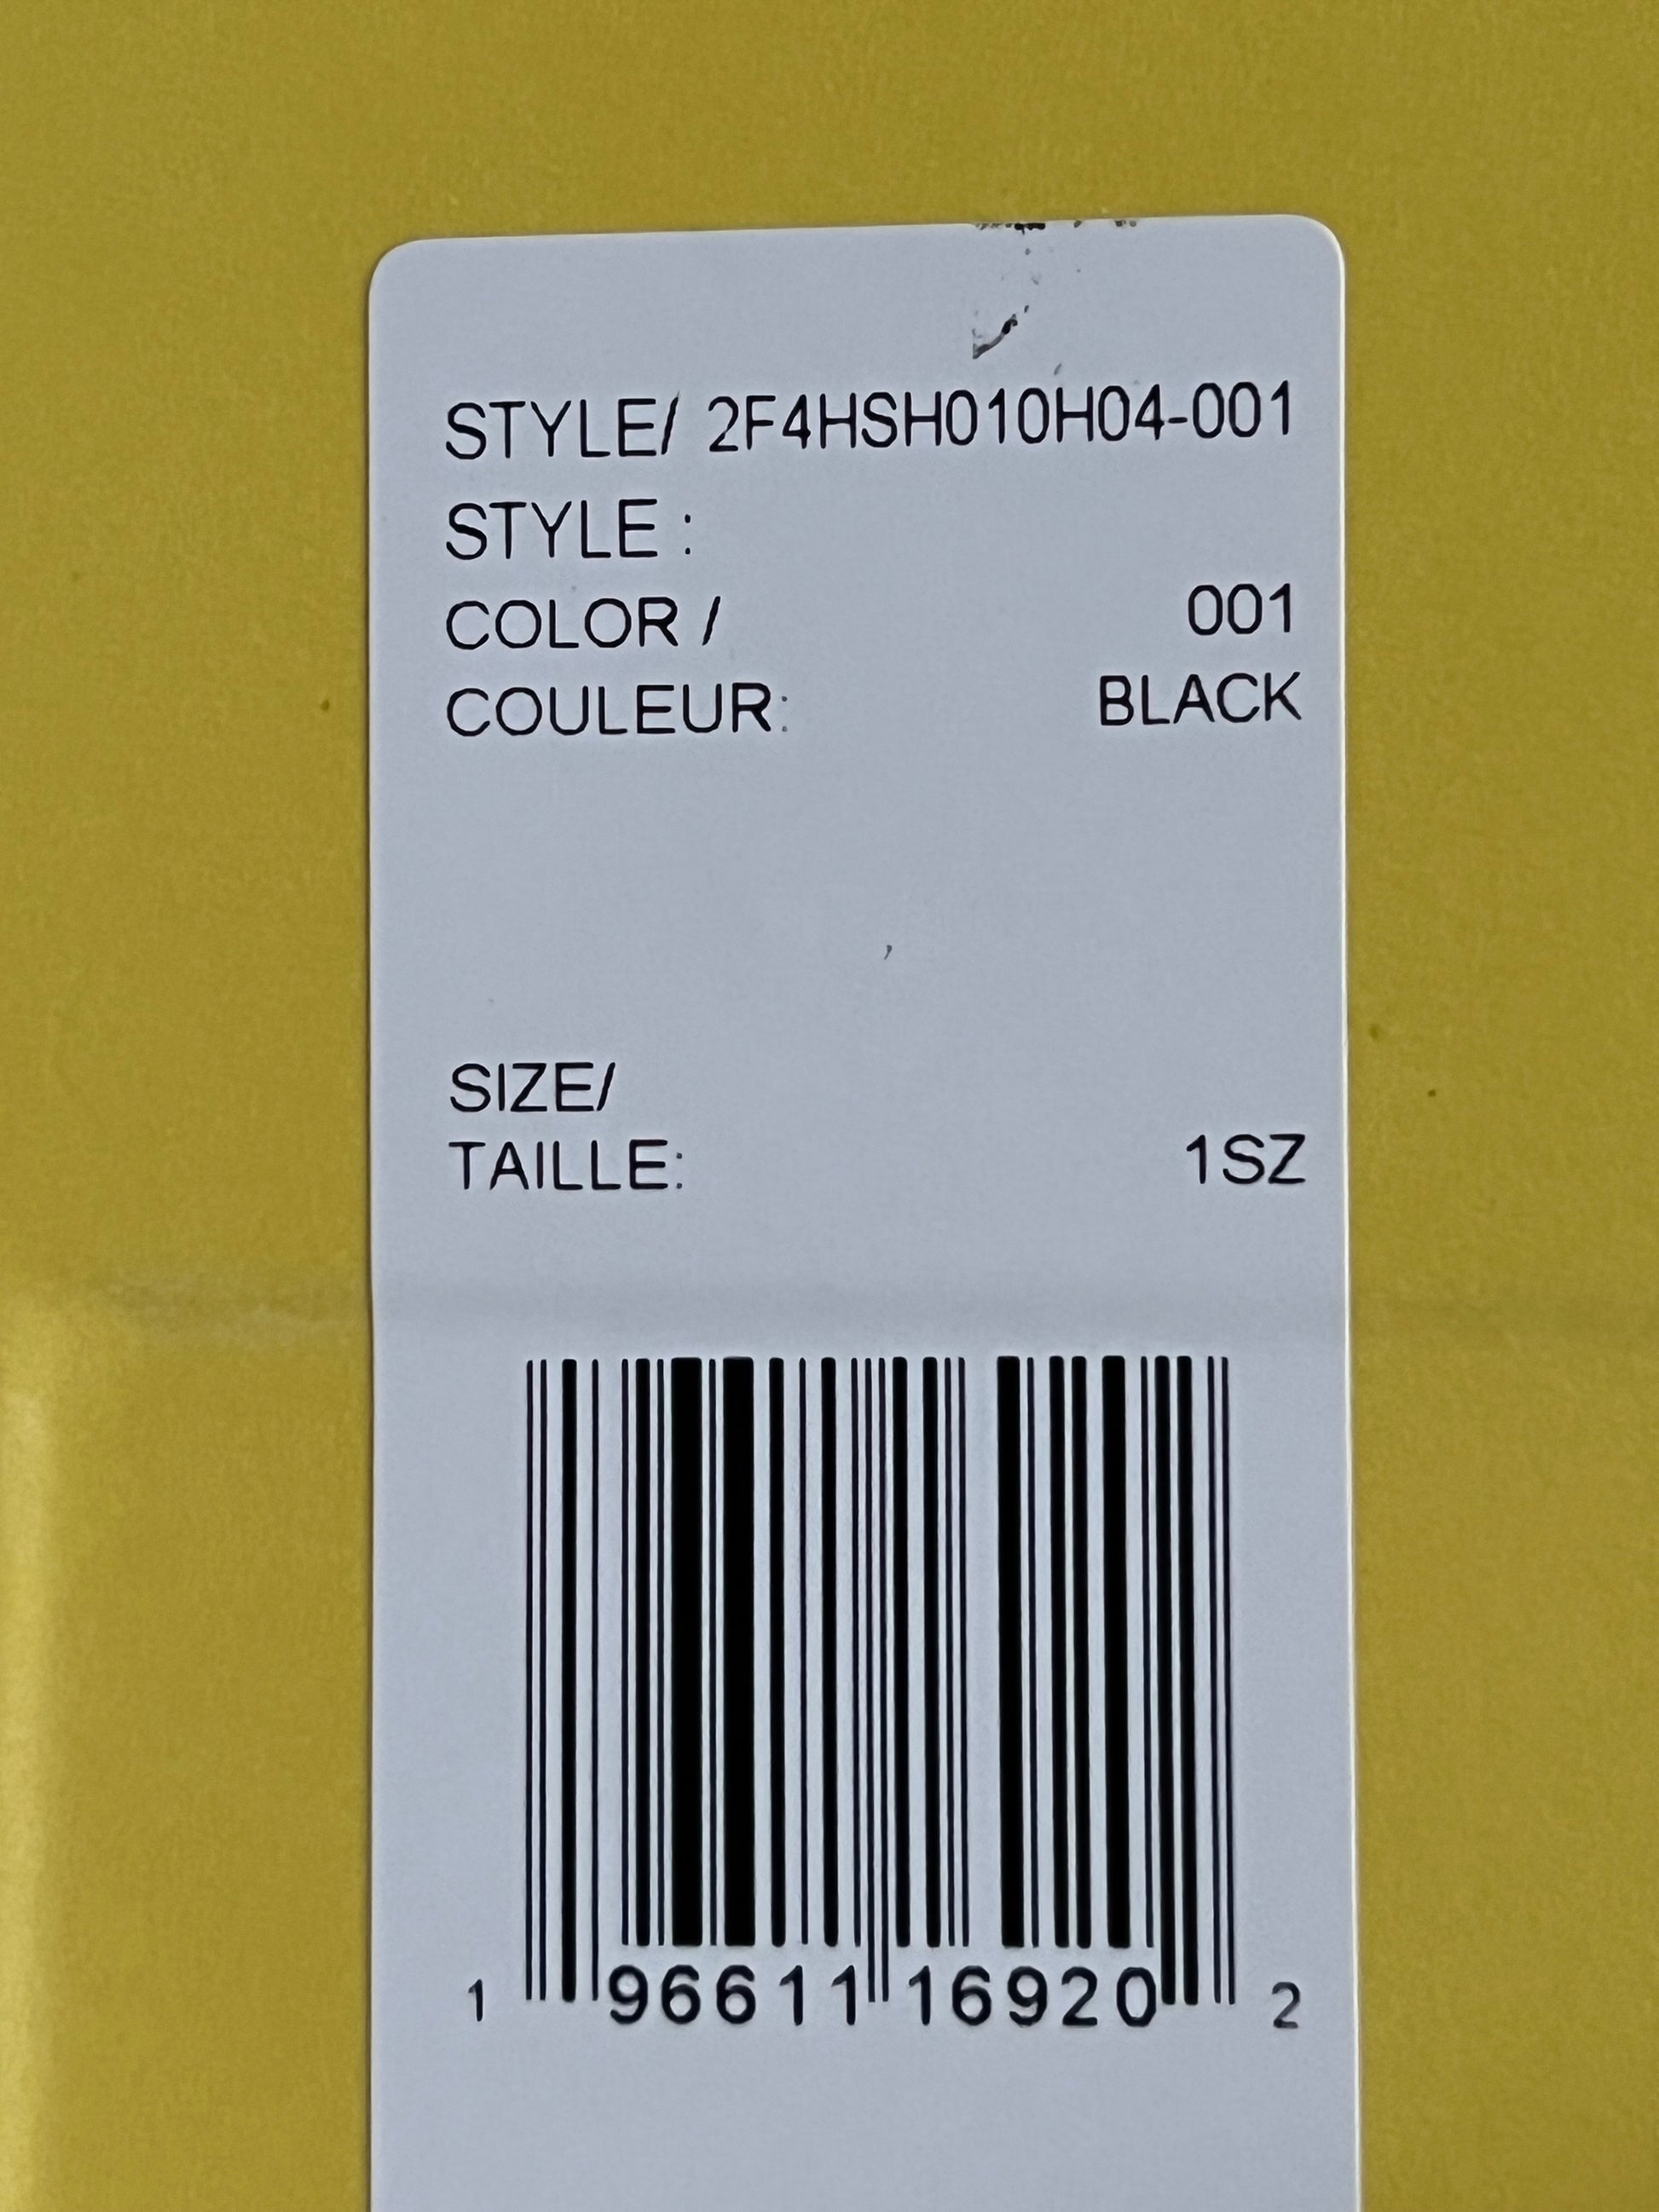 STYLE/ 2F4HSH010H04-001
STYLE :
COLOR / 001
COULEUR: BLACK
SIZE/
TAILLE: 1SZ
1 96611 16920 2